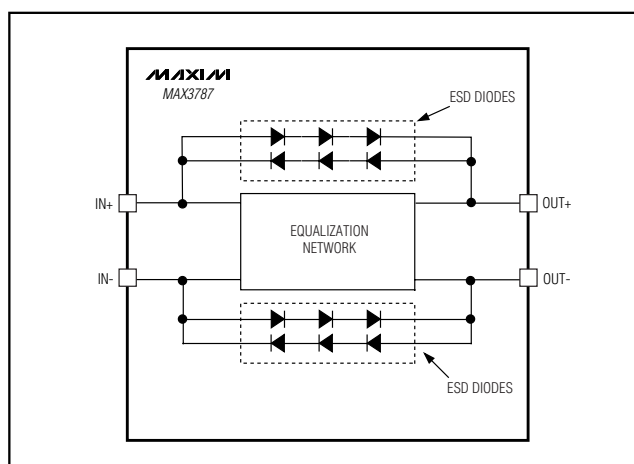 MAXIM
MAX3787
ESD DIODES
IN+
OUT+
EQUALIZATION
NETWORK
IN-
OUT-
ESD DIODES